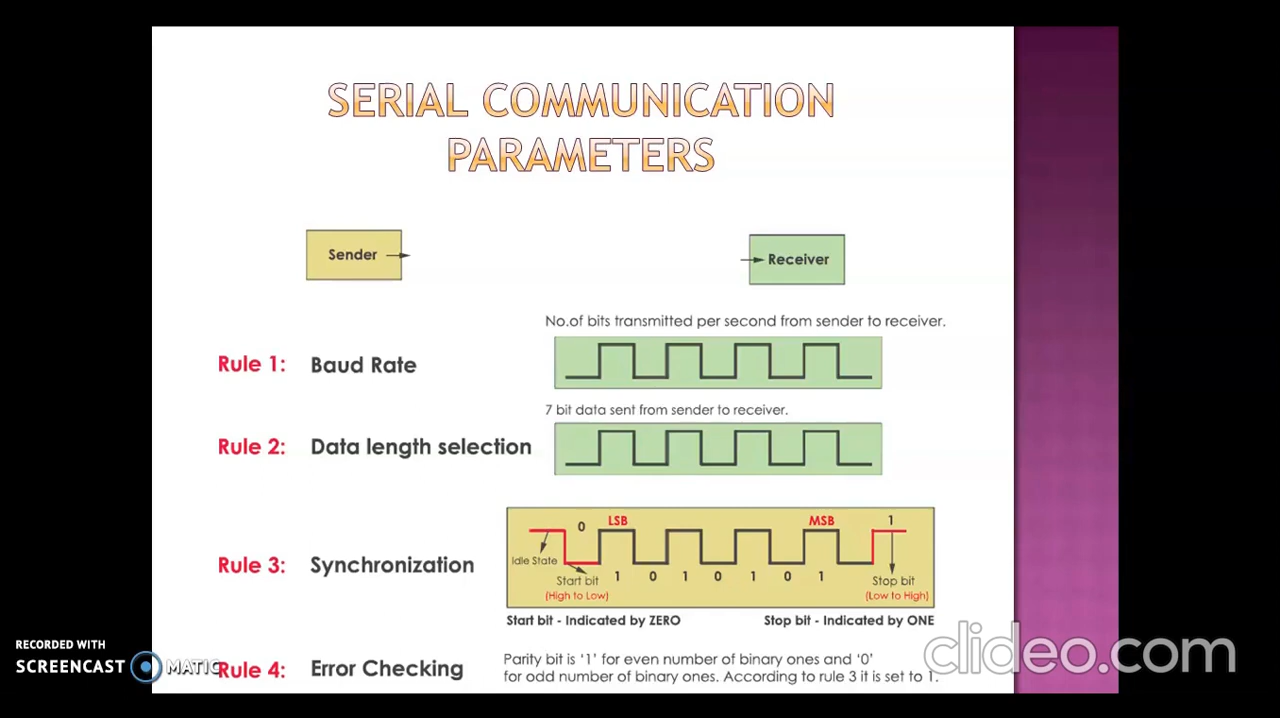 SERIAL COMMUNICATION
PARAMETERS
Sender
Receiver
No.of bits transmitted per second from sender to receiver.
Rule 1: Baud Rate
7 bit data sent from sender to receiver.
Rule 2: Data length selection
0 LSB MSB 1
Idle State
Rule 3: Synchronization
1 0 1 0 1 0 1
Start bit Stop bit
(High to Low) (Low to High)
Start bit - Indicated by ZERO Stop bit - Indicated by ONE
RECORDED WITH
SCREENCAST MATIC
clideo.com
Rule 4: Error Checking
Parity bit is ‘1’ for even number of binary ones and ‘0’
for odd number of binary ones. According to rule 3 it is set to 1.